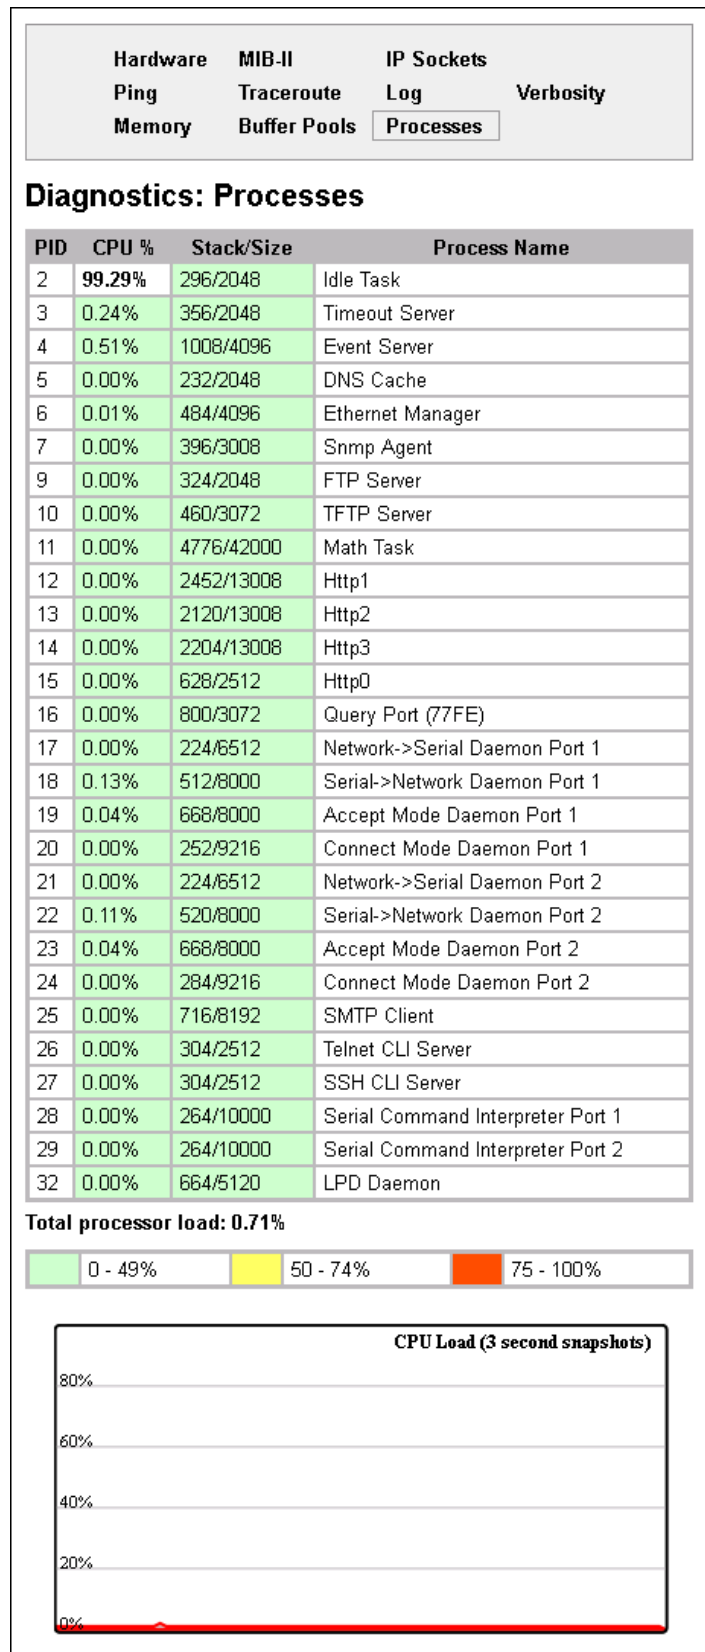 Hardware MIB-II IP Sockets
Ping Traceroute Log Verbosity
Memory Buffer Pools Processes
Diagnostics: Processes
PID CPU % Stack/Size Process Name
2 99.29% 296/2048 Idle Task
3 0.24% 356/2048 Timeout Server
4 0.51% 1008/4096 Event Server
5 0.00% 232/2048 DNS Cache
6 0.01% 484/4096 Ethernet Manager
7 0.00% 396/3008 Snmp Agent
9 0.00% 324/2048 FTP Server
10 0.00% 460/3072 TFTP Server
11 0.00% 4776/42000 Math Task
12 0.00% 2452/13008 Http1
13 0.00% 2120/13008 Http2
14 0.00% 2204/13008 Http3
15 0.00% 628/2512 Http0
16 0.00% 800/3072 Query Port (77FE)
17 0.00% 224/6512 Network->Serial Daemon Port 1
18 0.13% 512/8000 Serial->Network Daemon Port 1
19 0.04% 668/8000 Accept Mode Daemon Port 1
20 0.00% 252/9216 Connect Mode Daemon Port 1
21 0.00% 224/6512 Network->Serial Daemon Port 2
22 0.11% 520/8000 Serial->Network Daemon Port 2
23 0.04% 668/8000 Accept Mode Daemon Port 2
24 0.00% 284/9216 Connect Mode Daemon Port 2
25 0.00% 716/8192 SMTP Client
26 0.00% 304/2512 Telnet CLI Server
27 0.00% 304/2512 SSH CLI Server
28 0.00% 264/10000 Serial Command Interpreter Port 1
29 0.00% 264/10000 Serial Command Interpreter Port 2
32 0.00% 664/5120 LPD Daemon
Total processor load: 0.71%
0 - 49% 50 - 74% 75 - 100%
CPU Load (3 second snapshots)
80%
60%
40%
20%
0%